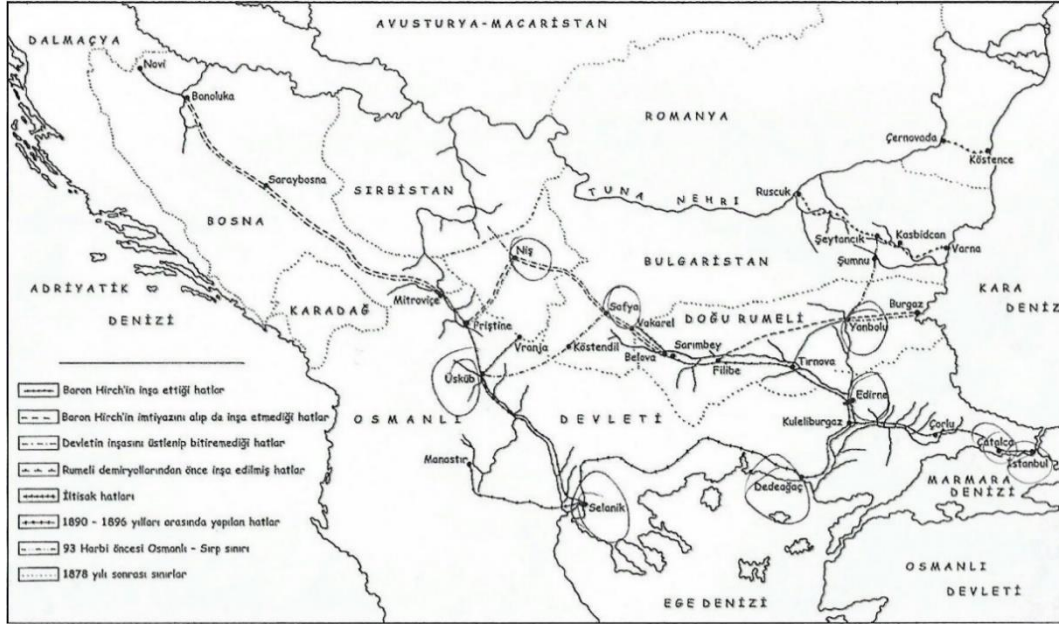 AVUSTURYA-MACARİSTAN
DALMAÇYA
Novi
Bonoluka
ROMANYA
Çernovada
Köstence
Saraybosna
SIRBİSTAN
TUNA NEHRİ
Ruscuk
BOSNA
Şeytancık
Kasbidcan
Varna
Şumnu
Niş
BULGARİSTAN
ADRİYATİK
DENİZİ
KARADAĞ
Mitroviçe
Priştine
Sofya
Vakarel
DOĞU RUMELİ
Burgaz
Yanbolu
KARA
DENİZ
Vranja
Köstendil
Belova
Sarımbey
Filibe
Tırnova
Üsküb
Edirne
OSMANLI
DEVLETİ
Kuleliburgaz
Çorlu
Çatalca
İstanbul
Manastır
Dedeağaç
MARMARA
DENİZİ
Selanik
OSMANLI
DEVLETİ
EGE DENİZİ
Baron Hirch'in inşa ettiği hatlar
Baron Hirch'in imtiyazını alıp da inşa etmediği hatlar
Devletin inşasını üstlenip bitiremediği hatlar
Rumeli demiryollarından önce inşa edilmiş hatlar
İltisak hatları
1890 - 1896 yılları arasında yapılan hatlar
93 Harbi öncesi Osmanlı - Sırp sınırı
1878 yılı sonrası sınırlar